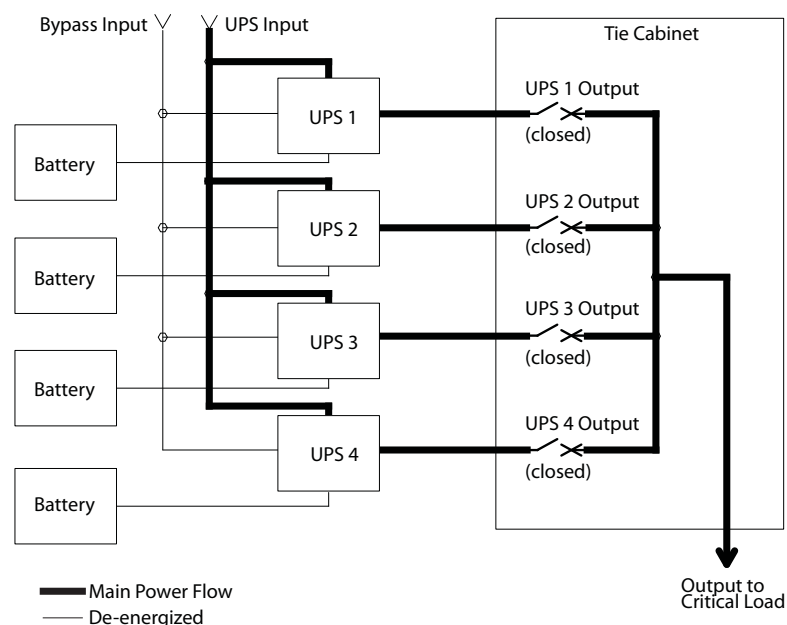 Bypass Input
UPS Input
Tie Cabinet
UPS 1
UPS 1 Output
(closed)
Battery
UPS 2
UPS 2 Output
(closed)
Battery
UPS 3
UPS 3 Output
(closed)
Battery
UPS 4
UPS 4 Output
(closed)
Battery
Main Power Flow
De-energized
Output to
Critical Load